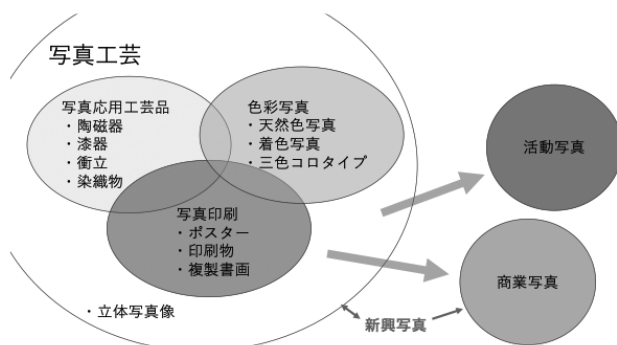 写真工芸
写真応用工芸品
・陶磁器
・漆器
・衝立
・染織物
色彩写真
・天然色写真
・着色写真
・三色コロタイプ
写真印刷
・ポスター
・印刷物
・複製書画
・立体写真像
活動写真
商業写真
新興写真